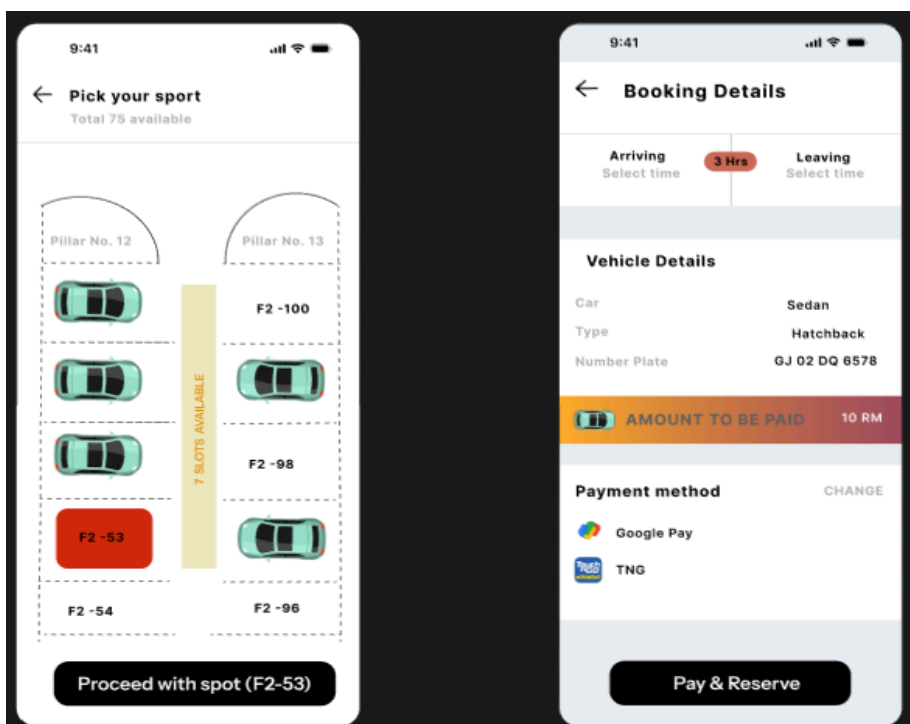 9:41
Pick your sport
Total 75 available
Pillar No. 12
Pillar No. 13
F2 -100
7 SLOTS AVAILABLE
F2 -98
F2 -53
F2 -54
F2 -96
Proceed with spot (F2-53)
9:41
Booking Details
Arriving
Select time
3 Hrs
Leaving
Select time
Vehicle Details
Car Sedan
Type Hatchback
Number Plate GJ 02 DQ 6578
AMOUNT TO BE PAID 10 RM
Payment method CHANGE
Google Pay
Touch
TNG
Pay & Reserve